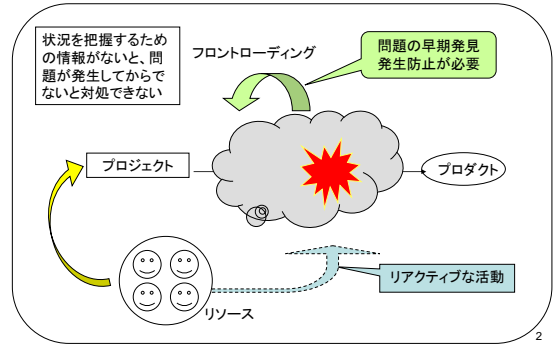 状況を把握するため
の情報がないと、問
題が発生してからで
ないと対処できない
フロントローディング
問題の早期発見
発生防止が必要
プロジェクト
プロダクト
リアクティブな活動
リソース
2